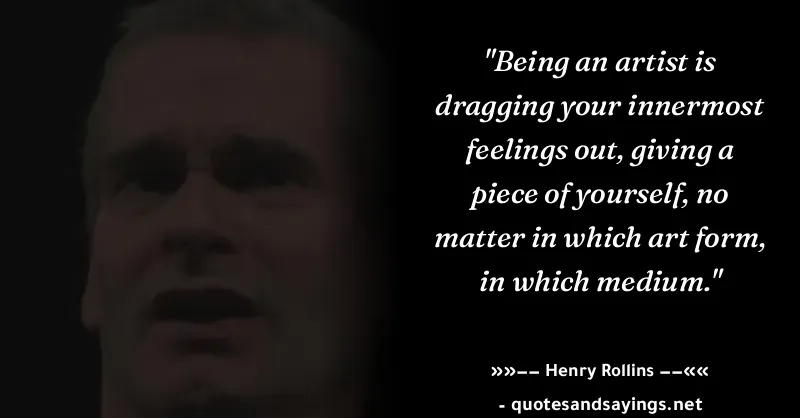 "Being an artist is
dragging your innermost
feelings out, giving a
piece of yourself, no
matter in which art form,
in which medium."
»»−− Henry Rollins −−««
- quotesandsayings.net